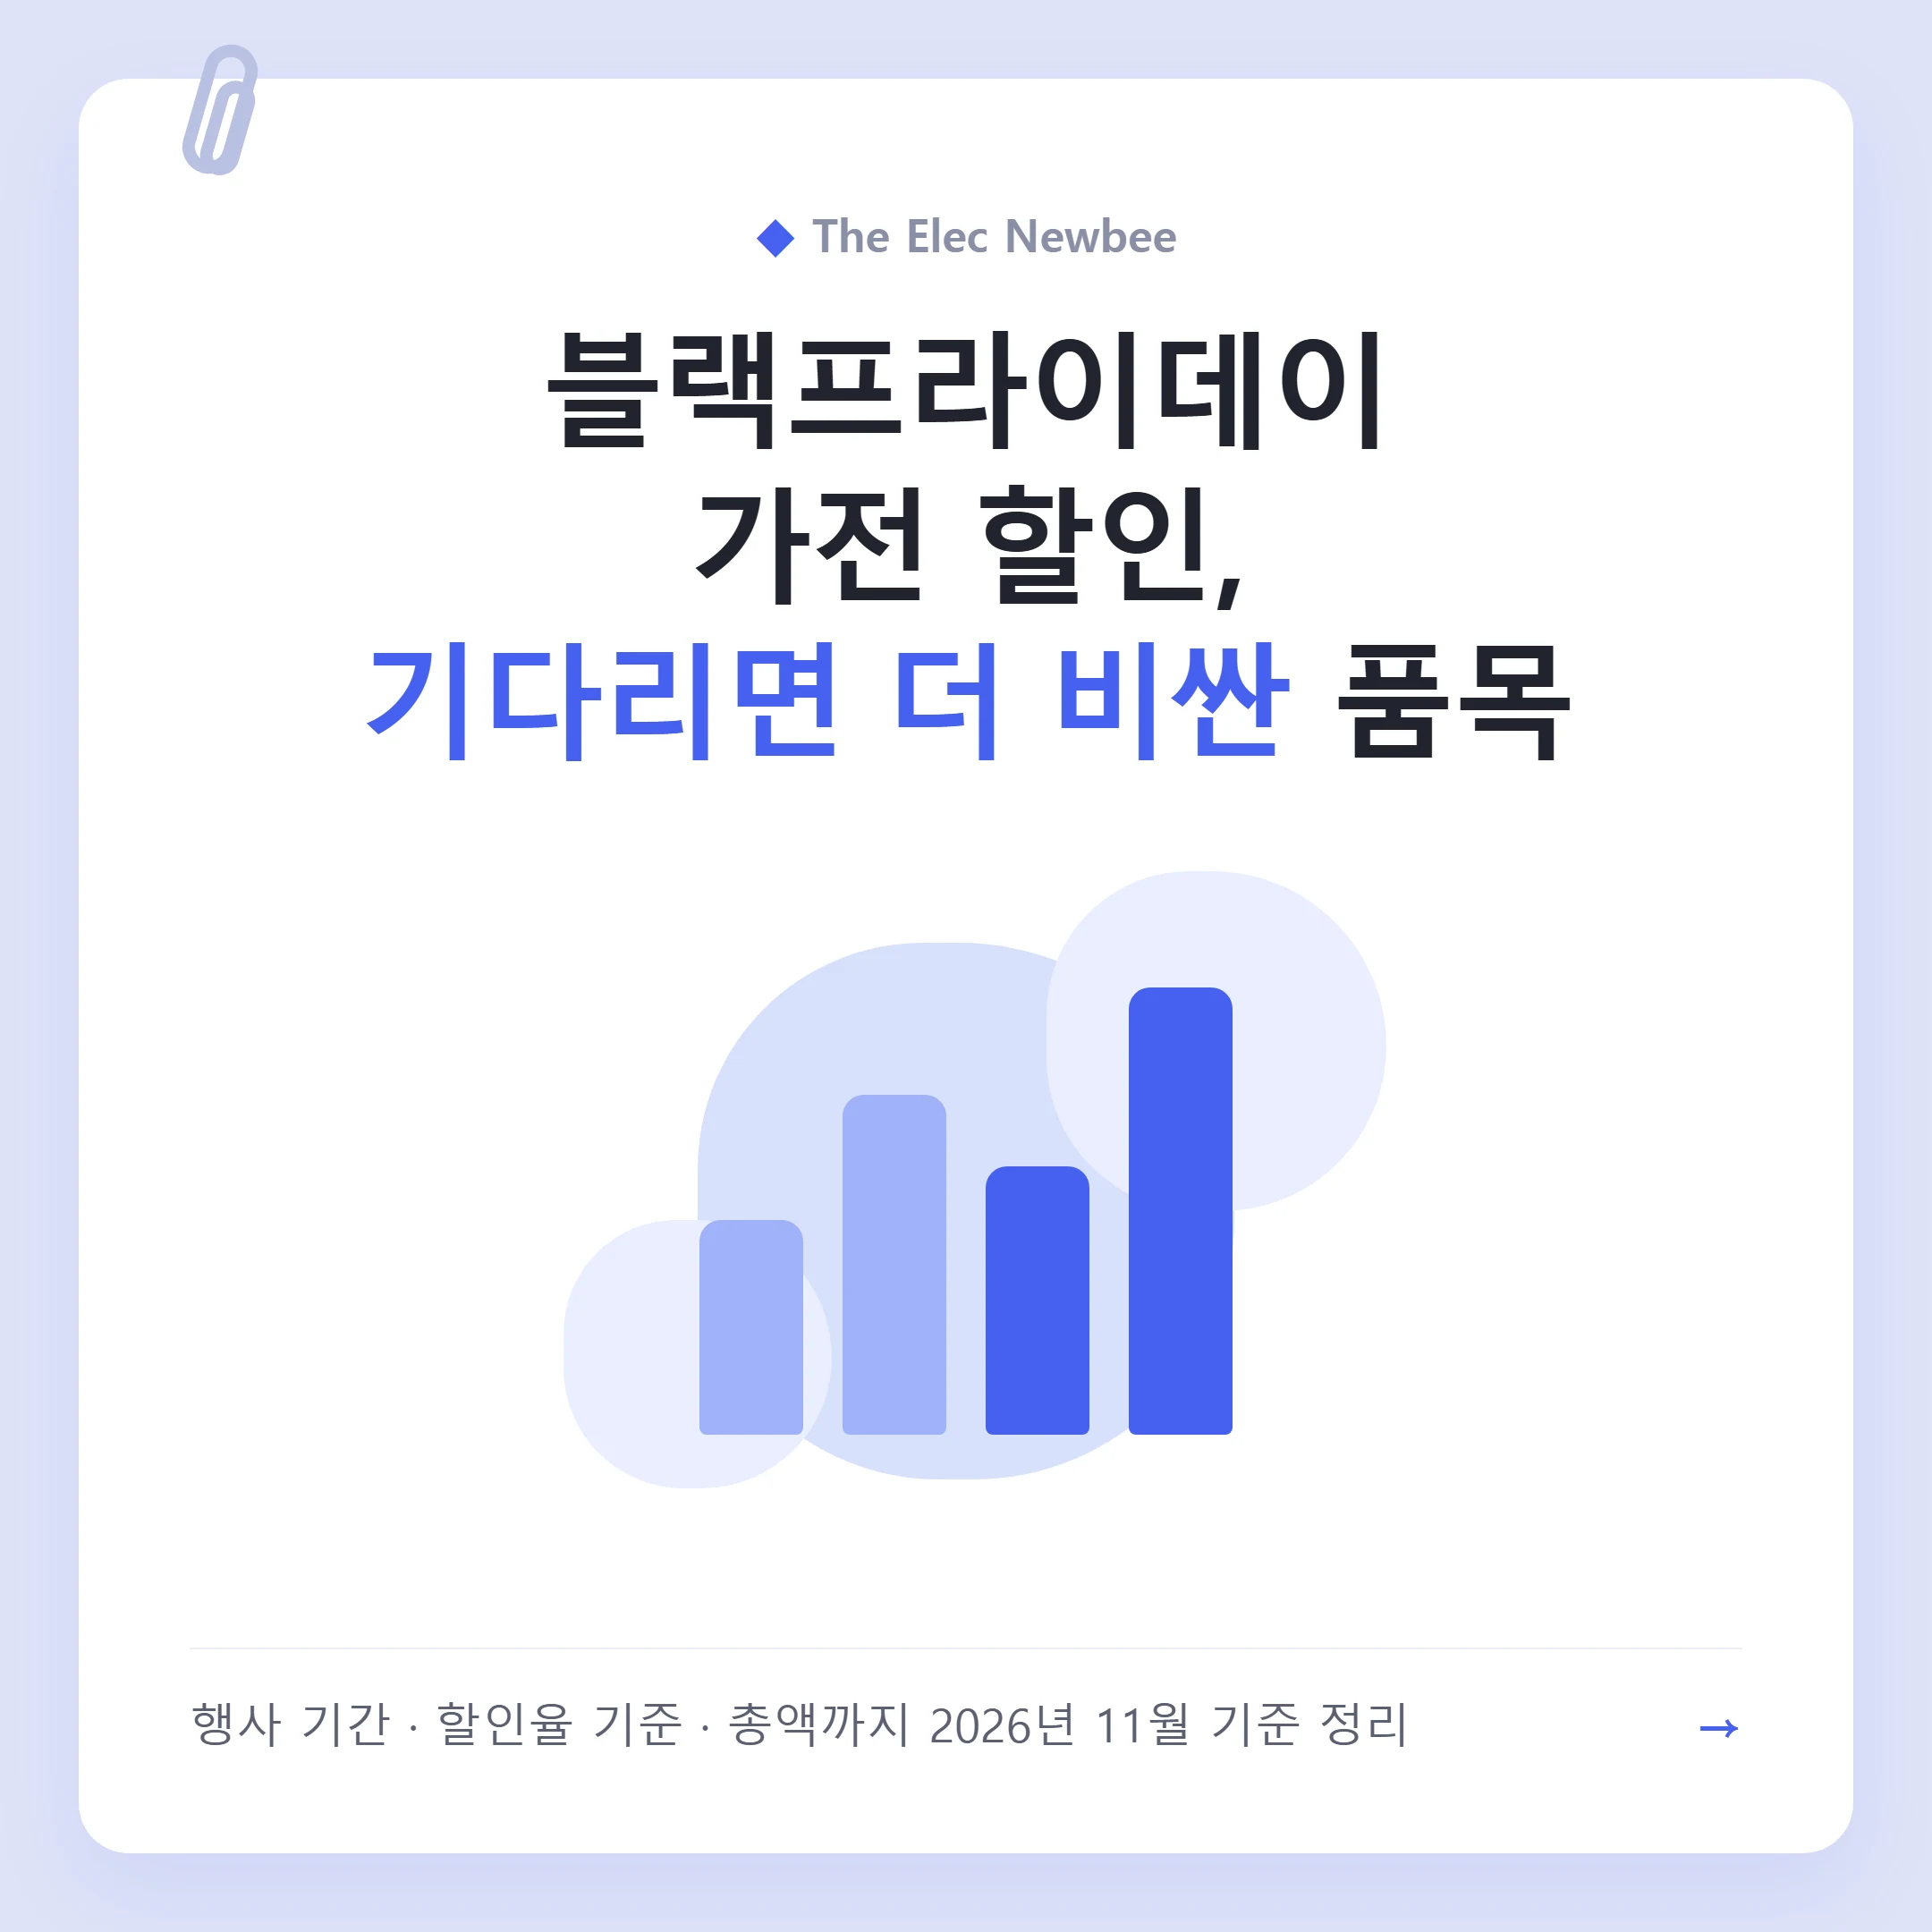 The Elec Newbee
블랙프라이데이
가전 할인,
기다리면 더 비싼 품목
행사 기간 · 할인율 기준 · 총액까지 2026년 11월 기준 정리 →